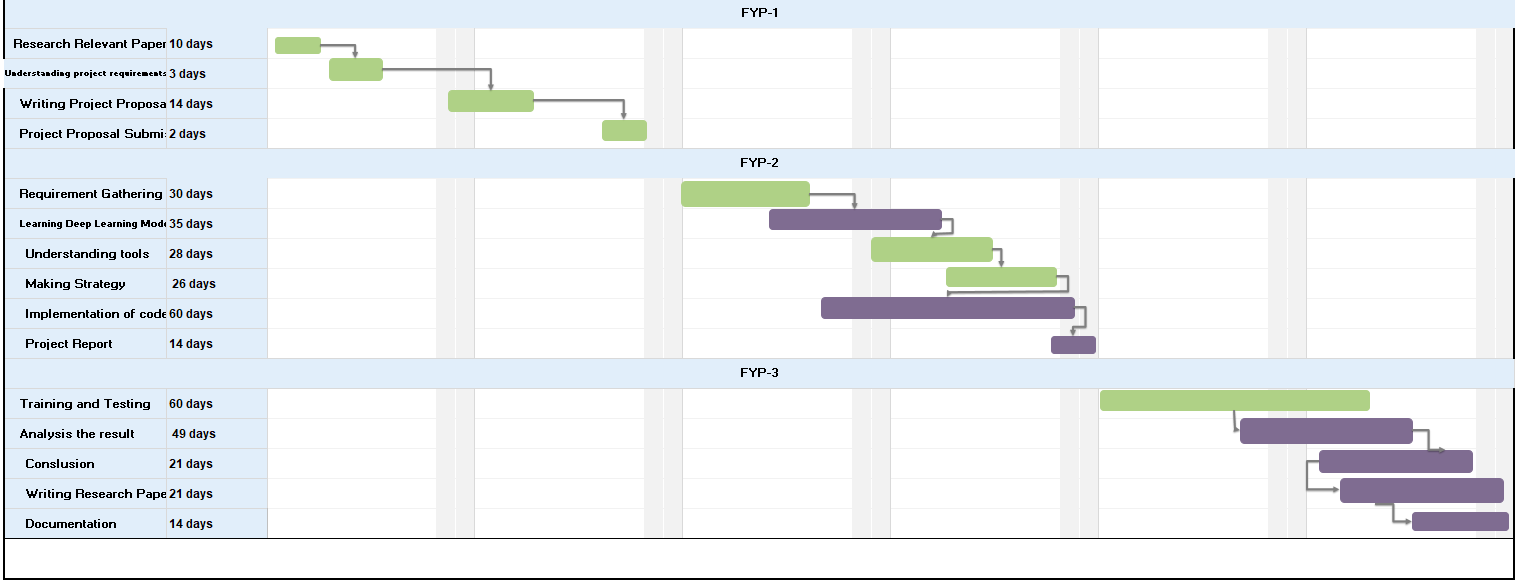 FYP-1
Research Relevant Paper 10 days
Understanding project requirements 3 days
Writing Project Proposa 14 days
Project Proposal Submi 2 days
FYP-2
Requirement Gathering 30 days
Learning Deep Learning Mode 35 days
Understanding tools 28 days
Making Strategy 26 days
Implementation of code 60 days
Project Report 14 days
FYP-3
Training and Testing 60 days
Analysis the result 49 days
Conslusion 21 days
Writing Research Pape 21 days
Documentation 14 days